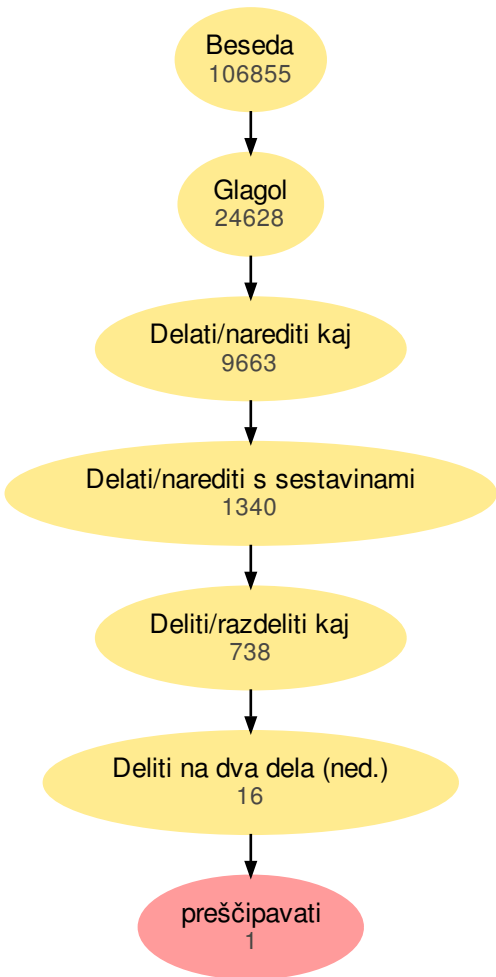 Beseda
106855
Glagol
24628
Delati/narediti kaj
9663
Delati/narediti s sestavinami
1340
Deliti/razdeliti kaj
738
Deliti na dva dela (ned.)
16
preščipavati
1